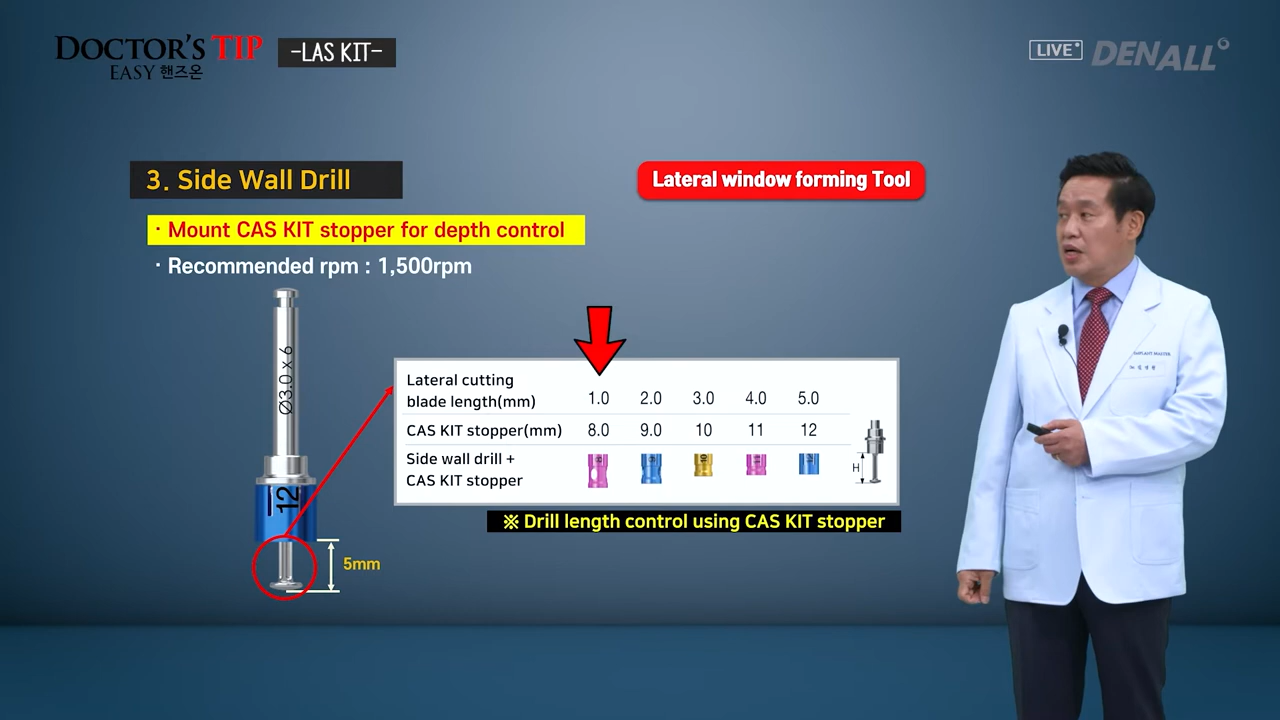 DOCTOR'S TIP
EASY 핸즈온
-LAS KIT-
LIVE
DENALL
3. Side Wall Drill
Lateral window forming Tool
· Mount CAS KIT stopper for depth control
· Recommended rpm : 1,500rpm
Ø3.0 x 6
12
5mm
Lateral cutting
blade length(mm) 1.0 2.0 3.0 4.0 5.0
CAS KIT stopper(mm) 8.0 9.0 10 11 12
Side wall drill +
CAS KIT stopper
H
※ Drill length control using CAS KIT stopper
IMPLANT MASTER